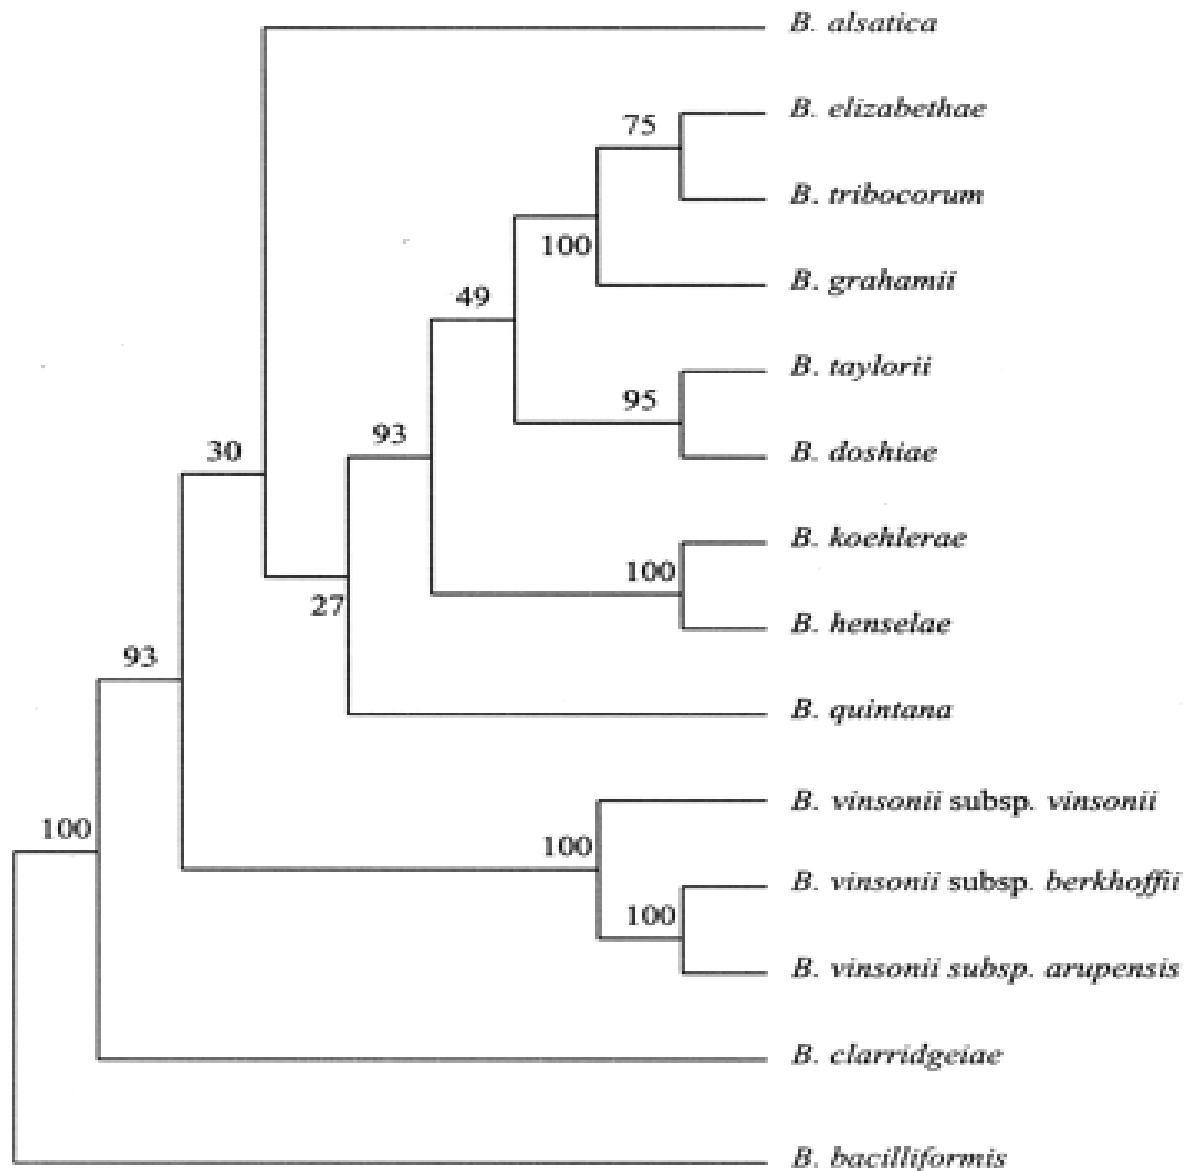 B. alsatica
B. elizabethae
75
B. tribocorum
100
B. grahamii
49
B. taylorii
95
93
B. doshiae
30
B. koehlerae
100
27
B. henselae
93
B. quintana
B. vinsonii subsp. vinsonii
100
100
B. vinsonii subsp. berkhoffii
100
B. vinsonii subsp. arupensis
B. clarridgeiae
B. bacilliformis